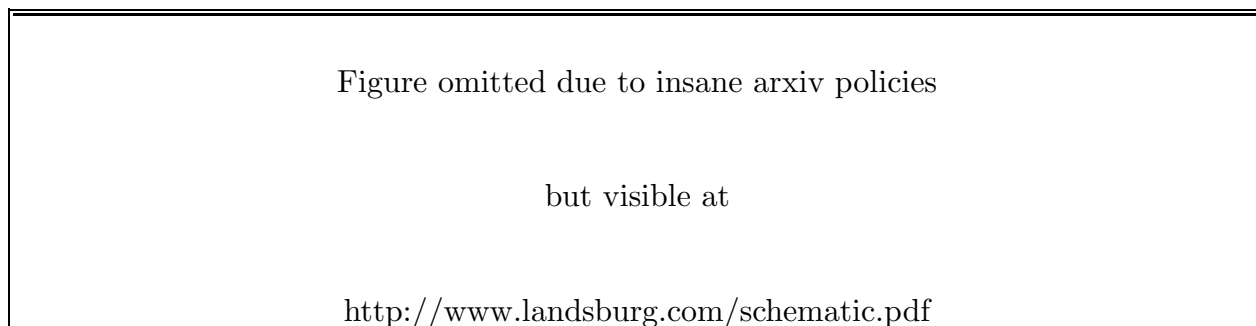 Figure omitted due to insane arxiv policies
but visible at
http://www.landsburg.com/schematic.pdf